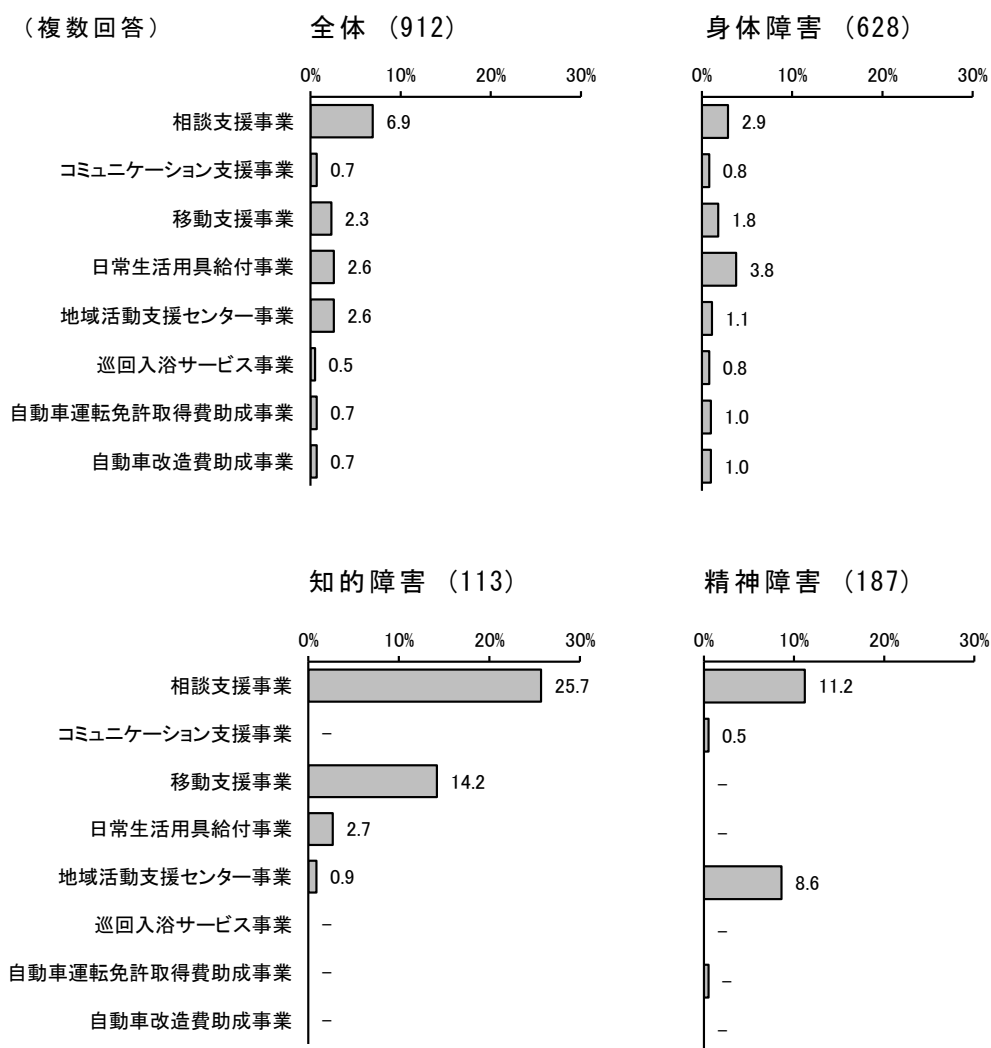 （複数回答）
全体 (912)
身体障害 (628)
0% 10% 20% 30%
0% 10% 20% 30%
相談支援事業 6.9 2.9
コミュニケーション支援事業 0.7 0.8
移動支援事業 2.3 1.8
日常生活用具給付事業 2.6 3.8
地域活動支援センター事業 2.6 1.1
巡回入浴サービス事業 0.5 0.8
自動車運転免許取得費助成事業 0.7 1.0
自動車改造費助成事業 0.7 1.0
知的障害 (113)
精神障害 (187)
0% 10% 20% 30%
0% 10% 20% 30%
相談支援事業 25.7 11.2
コミュニケーション支援事業 － 0.5
移動支援事業 14.2 －
日常生活用具給付事業 2.7 －
地域活動支援センター事業 0.9 8.6
巡回入浴サービス事業 － －
自動車運転免許取得費助成事業 － －
自動車改造費助成事業 － －